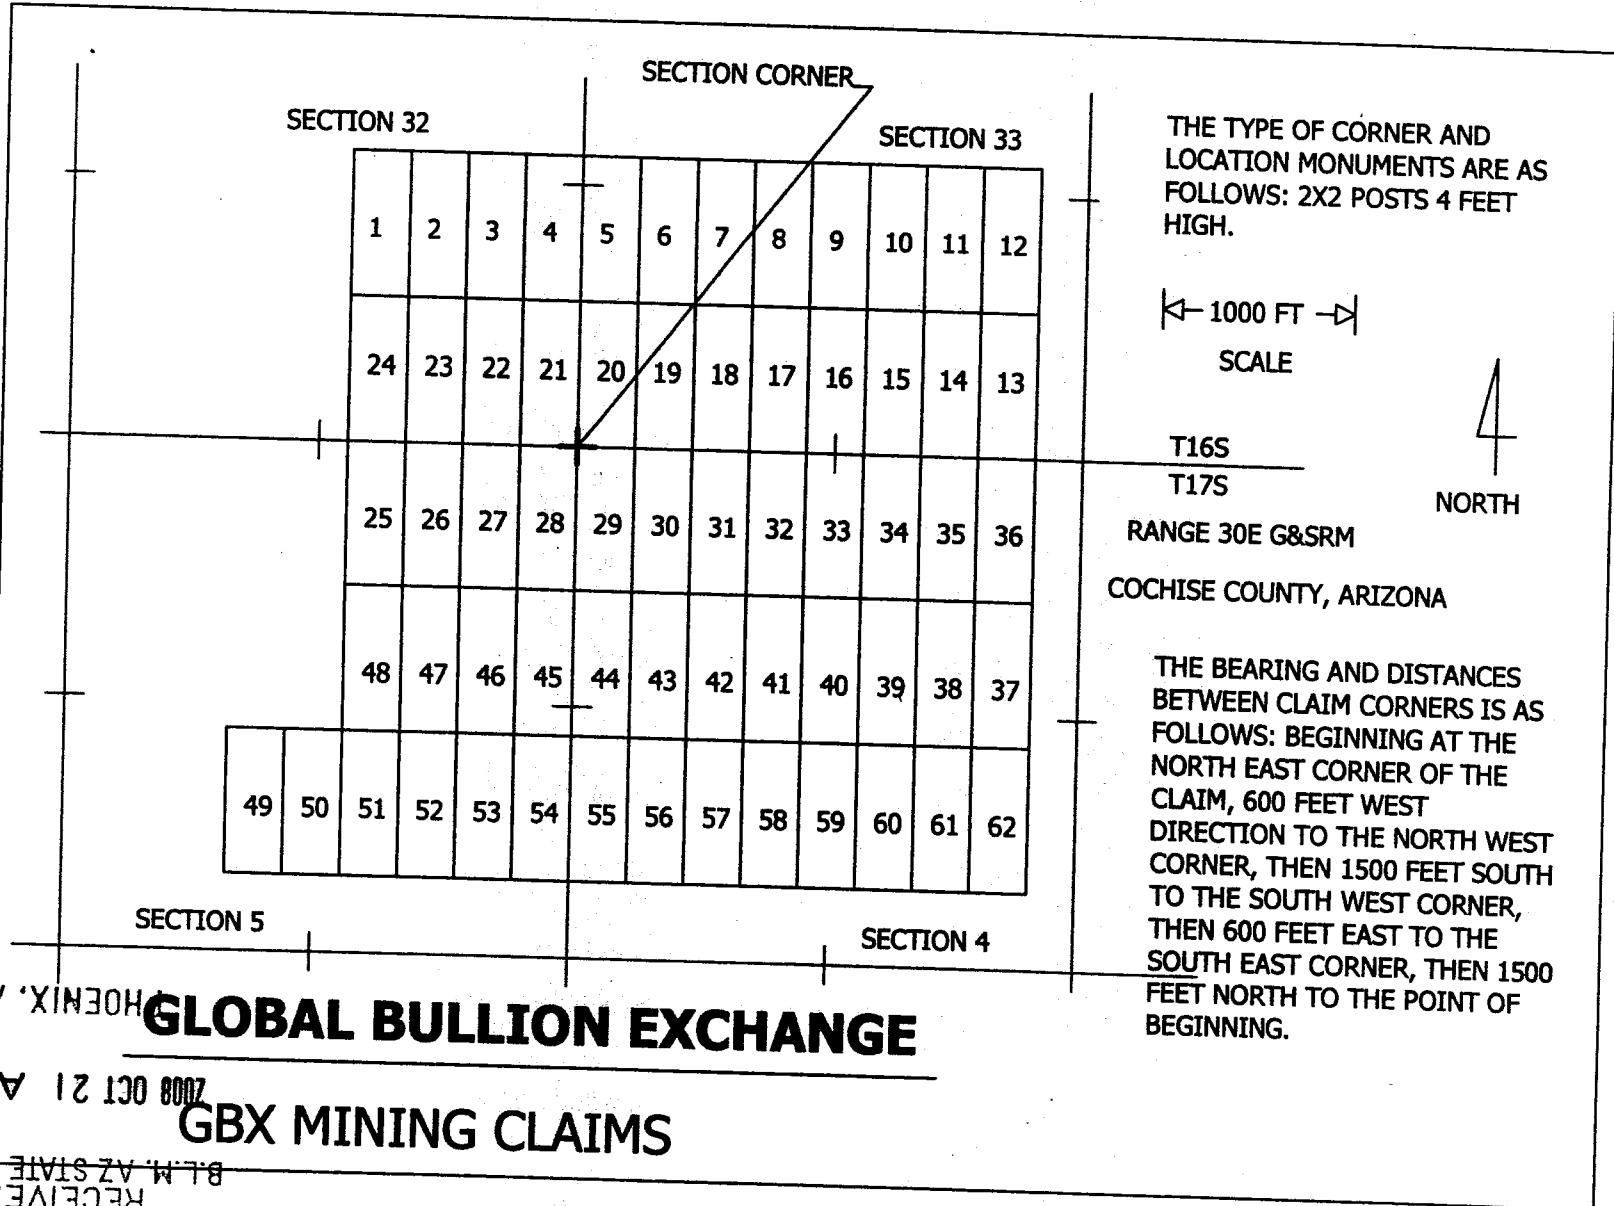 SECTION CORNER
SECTION 32
SECTION 33
1 2 3 4 5 6 7 8 9 10 11 12
24 23 22 21 20 19 18 17 16 15 14 13
25 26 27 28 29 30 31 32 33 34 35 36
48 47 46 45 44 43 42 41 40 39 38 37
49 50 51 52 53 54 55 56 57 58 59 60 61 62
SECTION 5
SECTION 4
THE TYPE OF CORNER AND
LOCATION MONUMENTS ARE AS
FOLLOWS: 2X2 POSTS 4 FEET
HIGH.
1000 FT
SCALE
T16S
T17S
NORTH
RANGE 30E G&SRM
COCHISE COUNTY, ARIZONA
THE BEARING AND DISTANCES
BETWEEN CLAIM CORNERS IS AS
FOLLOWS: BEGINNING AT THE
NORTH EAST CORNER OF THE
CLAIM, 600 FEET WEST
DIRECTION TO THE NORTH WEST
CORNER, THEN 1500 FEET SOUTH
TO THE SOUTH WEST CORNER,
THEN 600 FEET EAST TO THE
SOUTH EAST CORNER, THEN 1500
FEET NORTH TO THE POINT OF
BEGINNING.
GLOBAL BULLION EXCHANGE
GBX MINING CLAIMS
RECEIVE
B.L.M. AZ STATE
2008 OCT 21 A
PHOENIX, A